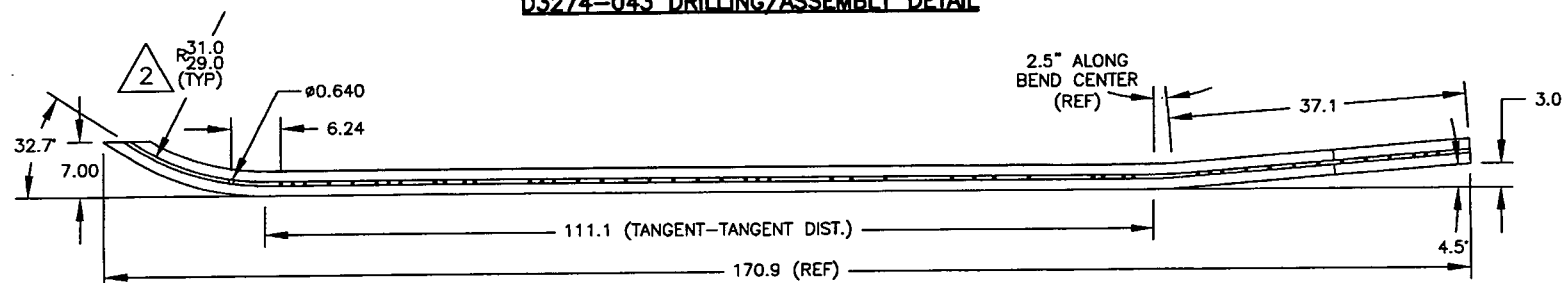 D3274-043 DRILLING/ASSEMBLY DETAIL
R31.0
29.0
(TYP)
2
ø0.640
6.24
2.5" ALONG
BEND CENTER
(REF)
37.1
3.0
32.7°
7.00
111.1 (TANGENT-TANGENT DIST.)
4.5°
170.9 (REF)